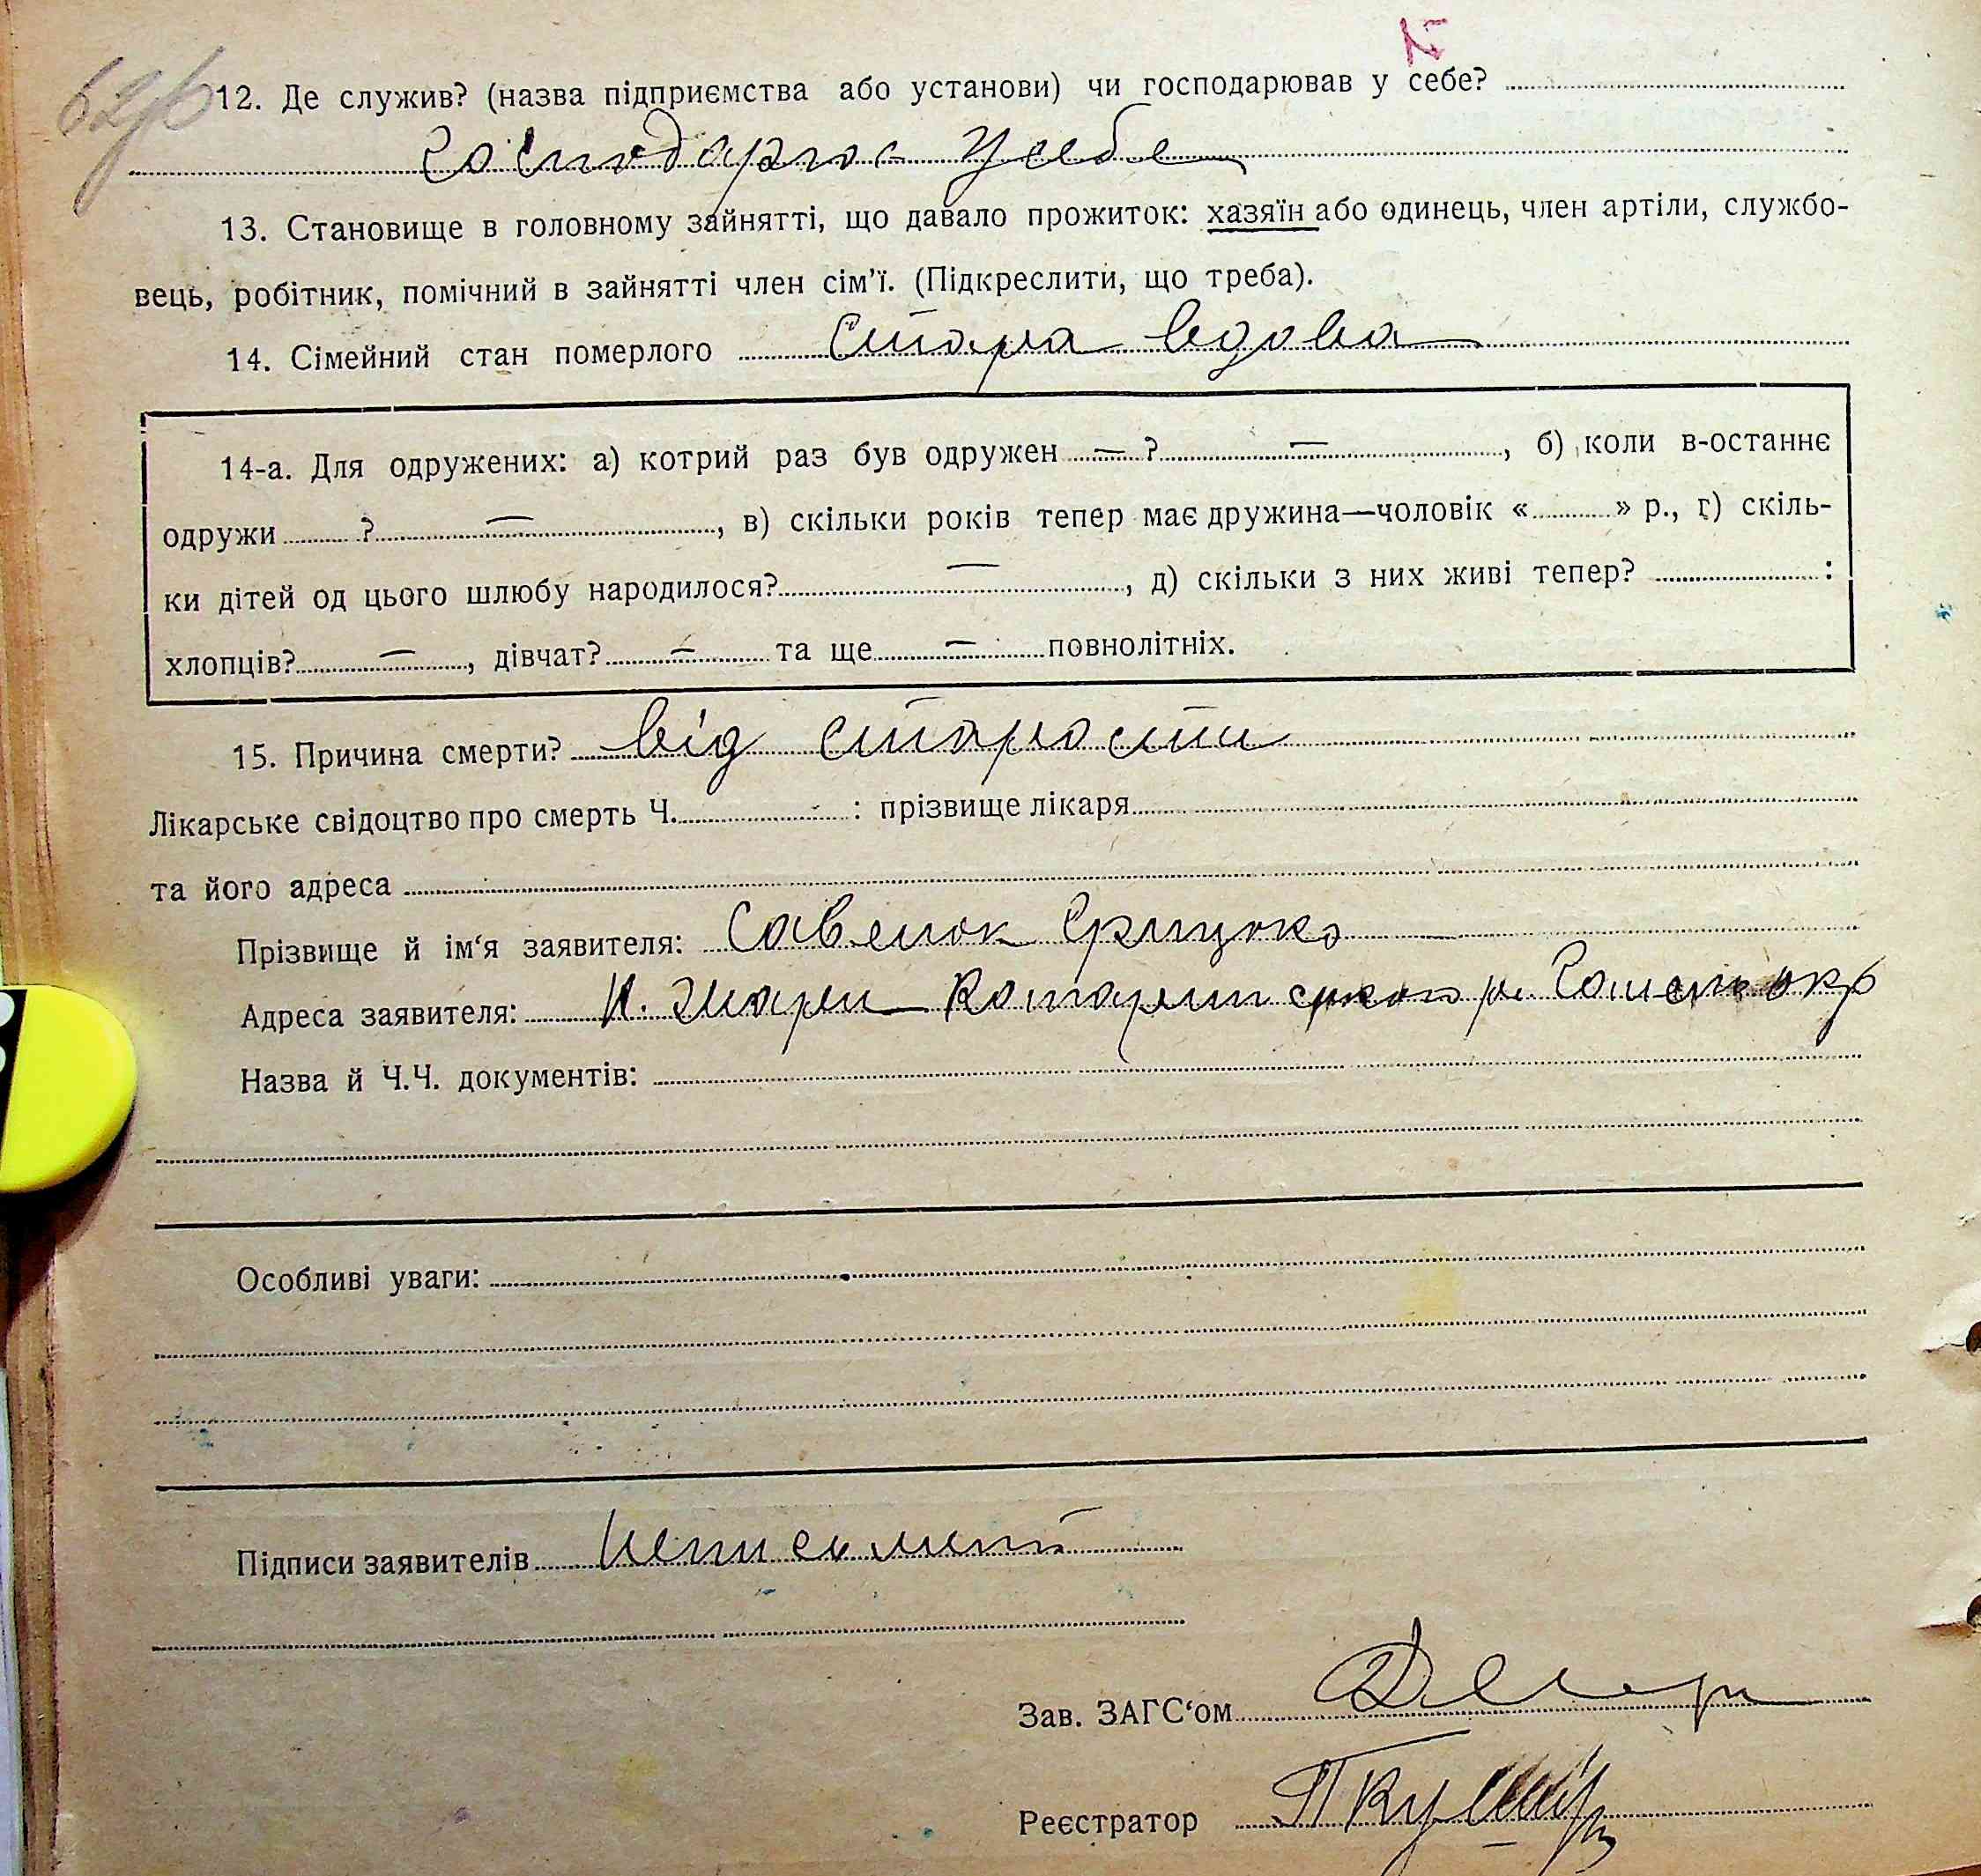 12. Де служив? (назва підприємства або установи) чи господарював у себе?
Господарює у себе
13. Становище в головному зайнятті, що давало прожиток: хазяїн або одинець, член артіли, службо-
вець, робітник, помічний в зайнятті член сім’ї. (Підкреслити, що треба).
14. Сімейний стан померлого Стара вдова
14-а. Для одружених: а) котрий раз був одружен — ? —, б) коли в-останнє
одружи ? —, в) скільки років тепер має дружина—чоловік « » р., г) скіль-
ки дітей од цього шлюбу народилося? —, д) скільки з них живі тепер? :
хлопців? —, дівчат? — та ще — повнолітніх.
15. Причина смерти? Від старости
Лікарське свідоцтво про смерть Ч. : прізвище лікаря
та його адреса
Прізвище й ім‘я заявителя: Савенок Грицько
Адреса заявителя: р.
Назва й Ч.Ч. документів:
Особливі уваги:
Підписи заявителів Неписьменний
Зав. ЗАГС‘ом
Реєстратор